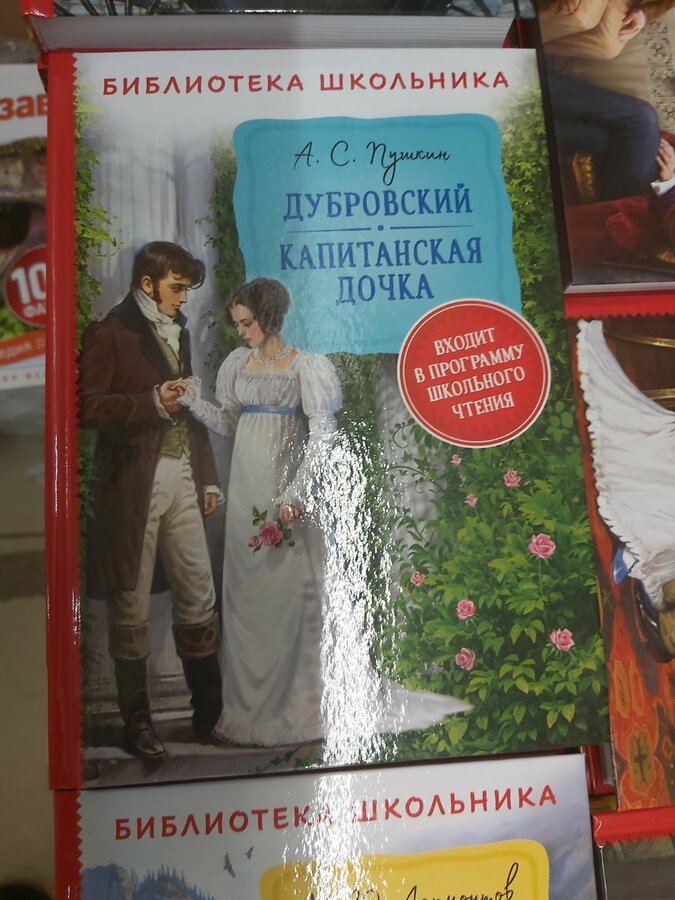 БИБЛИОТЕКА ШКОЛЬНИКА
А. С. Пушкин
ДУБРОВСКИЙ
КАПИТАНСКАЯ
ДОЧКА
ВХОДИТ
В ПРОГРАММУ
ШКОЛЬНОГО
ЧТЕНИЯ
БИБЛИОТЕКА ШКОЛЬНИКА